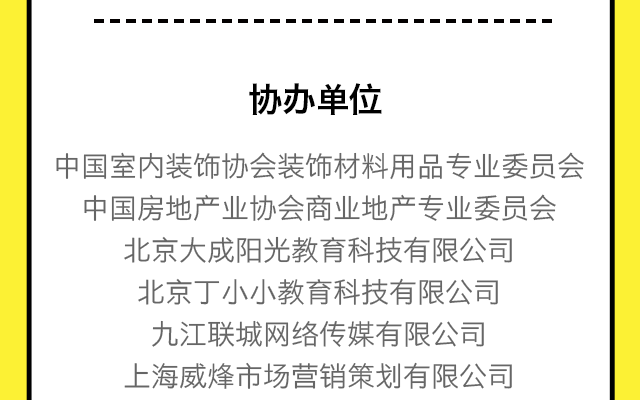 协办单位
中国室内装饰协会装饰材料用品专业委员会
中国房地产业协会商业地产专业委员会
北京大成阳光教育科技有限公司
北京丁小小教育科技有限公司
九江联城网络传媒有限公司
上海威烽市场营销策划有限公司